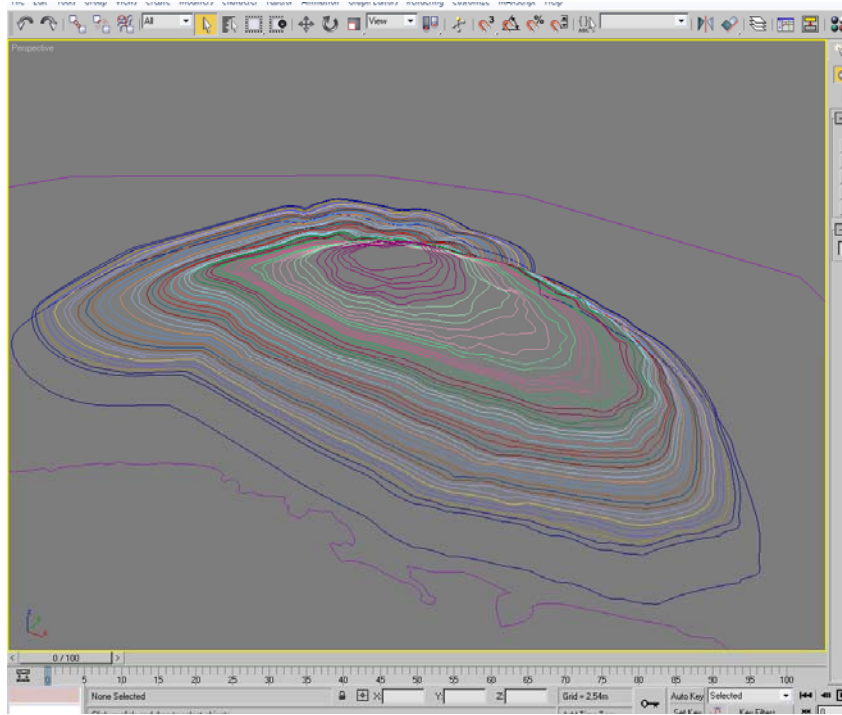 All
View
Perspective
0 / 100
0 5 10 15 20 25 30 35 40 45 50 55 60 65 70 75 80 85 90 95 100
None Selected X: Y: Z: Grid = 2,54m Auto Key Selected
Set Key Key Filters... 0